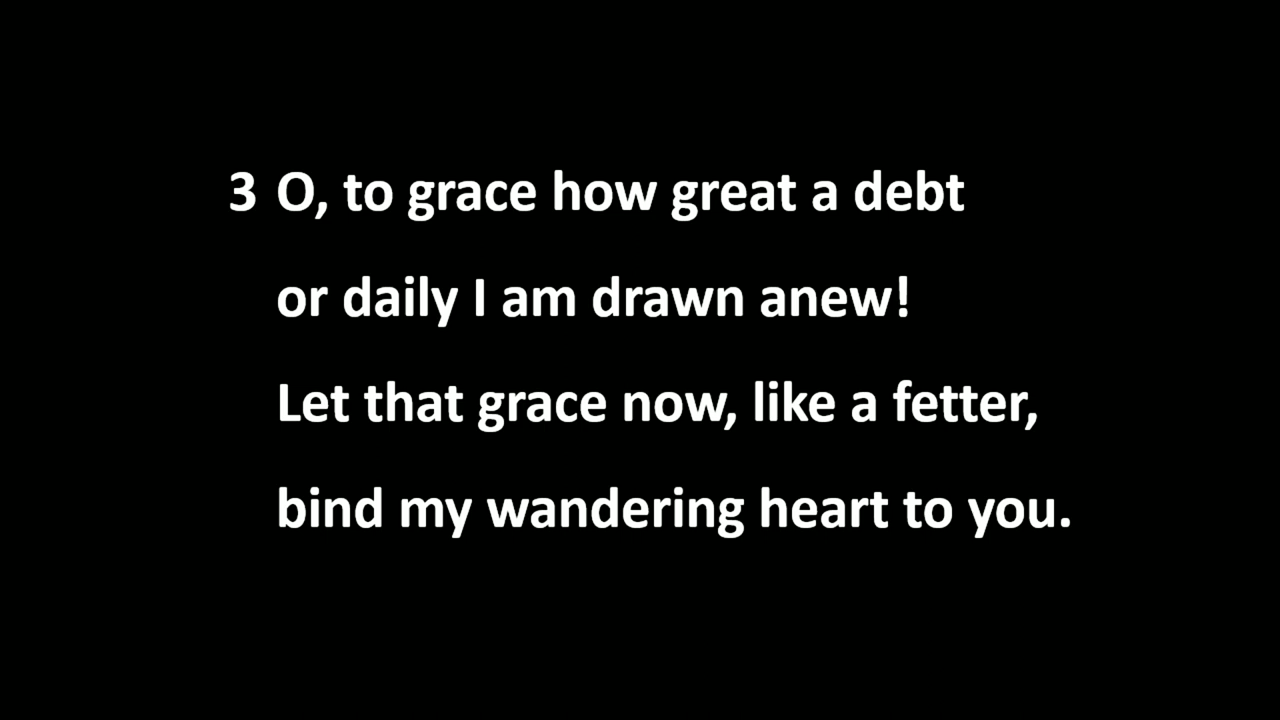 3 O, to grace how great a debt
or daily I am drawn anew!
Let that grace now, like a fetter,
bind my wandering heart to you.